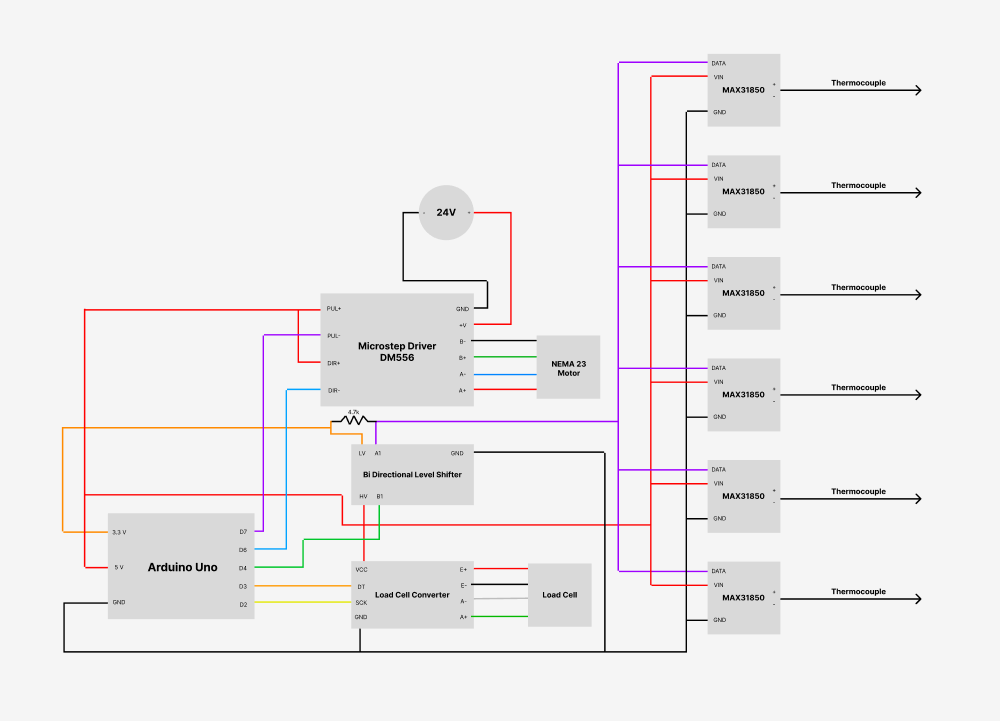 24V
-
+
Microstep Driver
DM556
PUL+
PUL-
DIR+
DIR-
GND
+V
B-
B+
A-
A+
NEMA 23
Motor
4.7k
LV
A1
GND
Bi Directional Level Shifter
HV
B1
Arduino Uno
3.3 V
5 V
GND
D7
D6
D4
D3
D2
VCC
DT
SCK
GND
Load Cell Converter
E+
E-
A-
A+
Load Cell
DATA
VIN
MAX31850
GND
+
-
Thermocouple
DATA
VIN
MAX31850
GND
+
-
Thermocouple
DATA
VIN
MAX31850
GND
+
-
Thermocouple
DATA
VIN
MAX31850
GND
+
-
Thermocouple
DATA
VIN
MAX31850
GND
+
-
Thermocouple
DATA
VIN
MAX31850
GND
+
-
Thermocouple